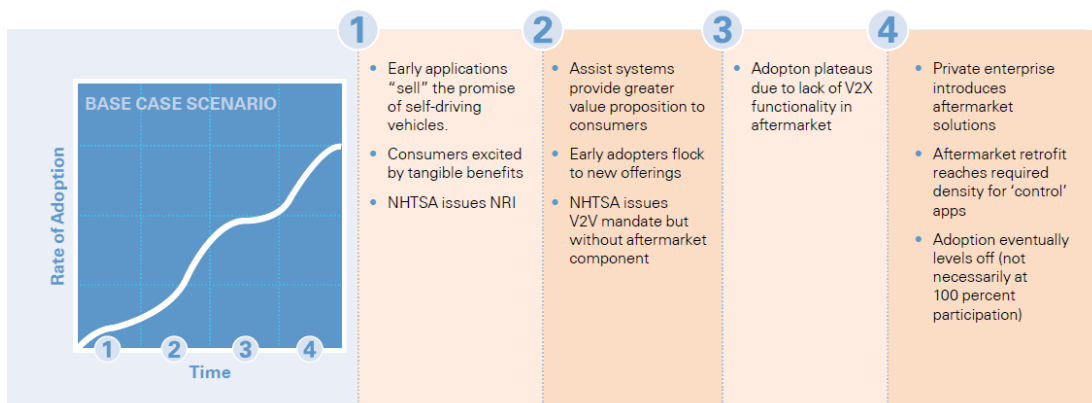 BASE CASE SCENARIO
Rate of Adoption
1
2
3
4
Time
1
• Early applications
“sell” the promise
of self-driving
vehicles.
• Consumers excited
by tangible benefits
• NHTSA issues NRI
2
• Assist systems
provide greater
value proposition to
consumers
• Early adopters flock
to new offerings
• NHTSA issues
V2V mandate but
without aftermarket
component
3
• Adopton plateaus
due to lack of V2X
functionality in
aftermarket
4
• Private enterprise
introduces
aftermarket
solutions
• Aftermarket retrofit
reaches required
density for ‘control’
apps
• Adoption eventually
levels off (not
necessarily at
100 percent
participation)